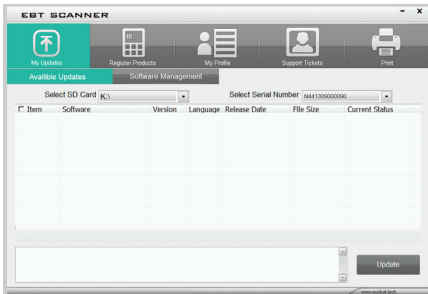 EBT SCANNER
My Updates Register Products My Profile Support Tickets Print
Availible Updates Software Management
Select SD Card K:\ Select Serial Number N441309000090
Item Software Version Language Release Date File Size Current Status
Update